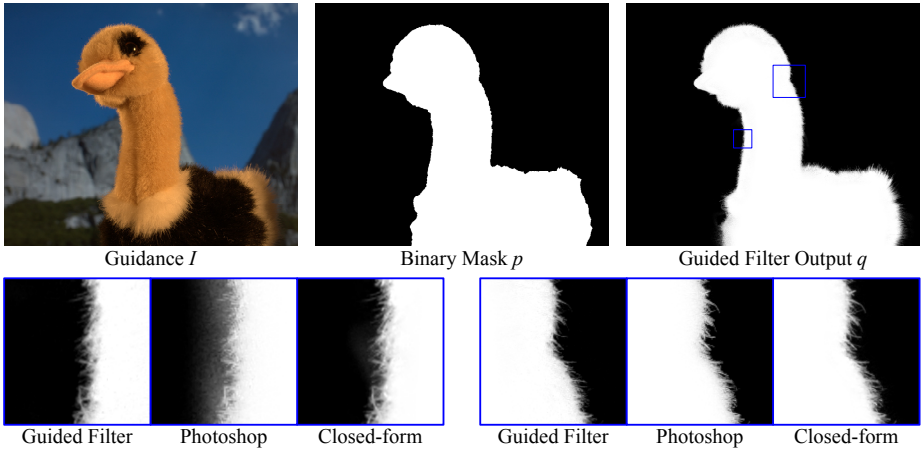 Guidance I
Binary Mask p
Guided Filter Output q
Guided Filter
Photoshop
Closed-form
Guided Filter
Photoshop
Closed-form